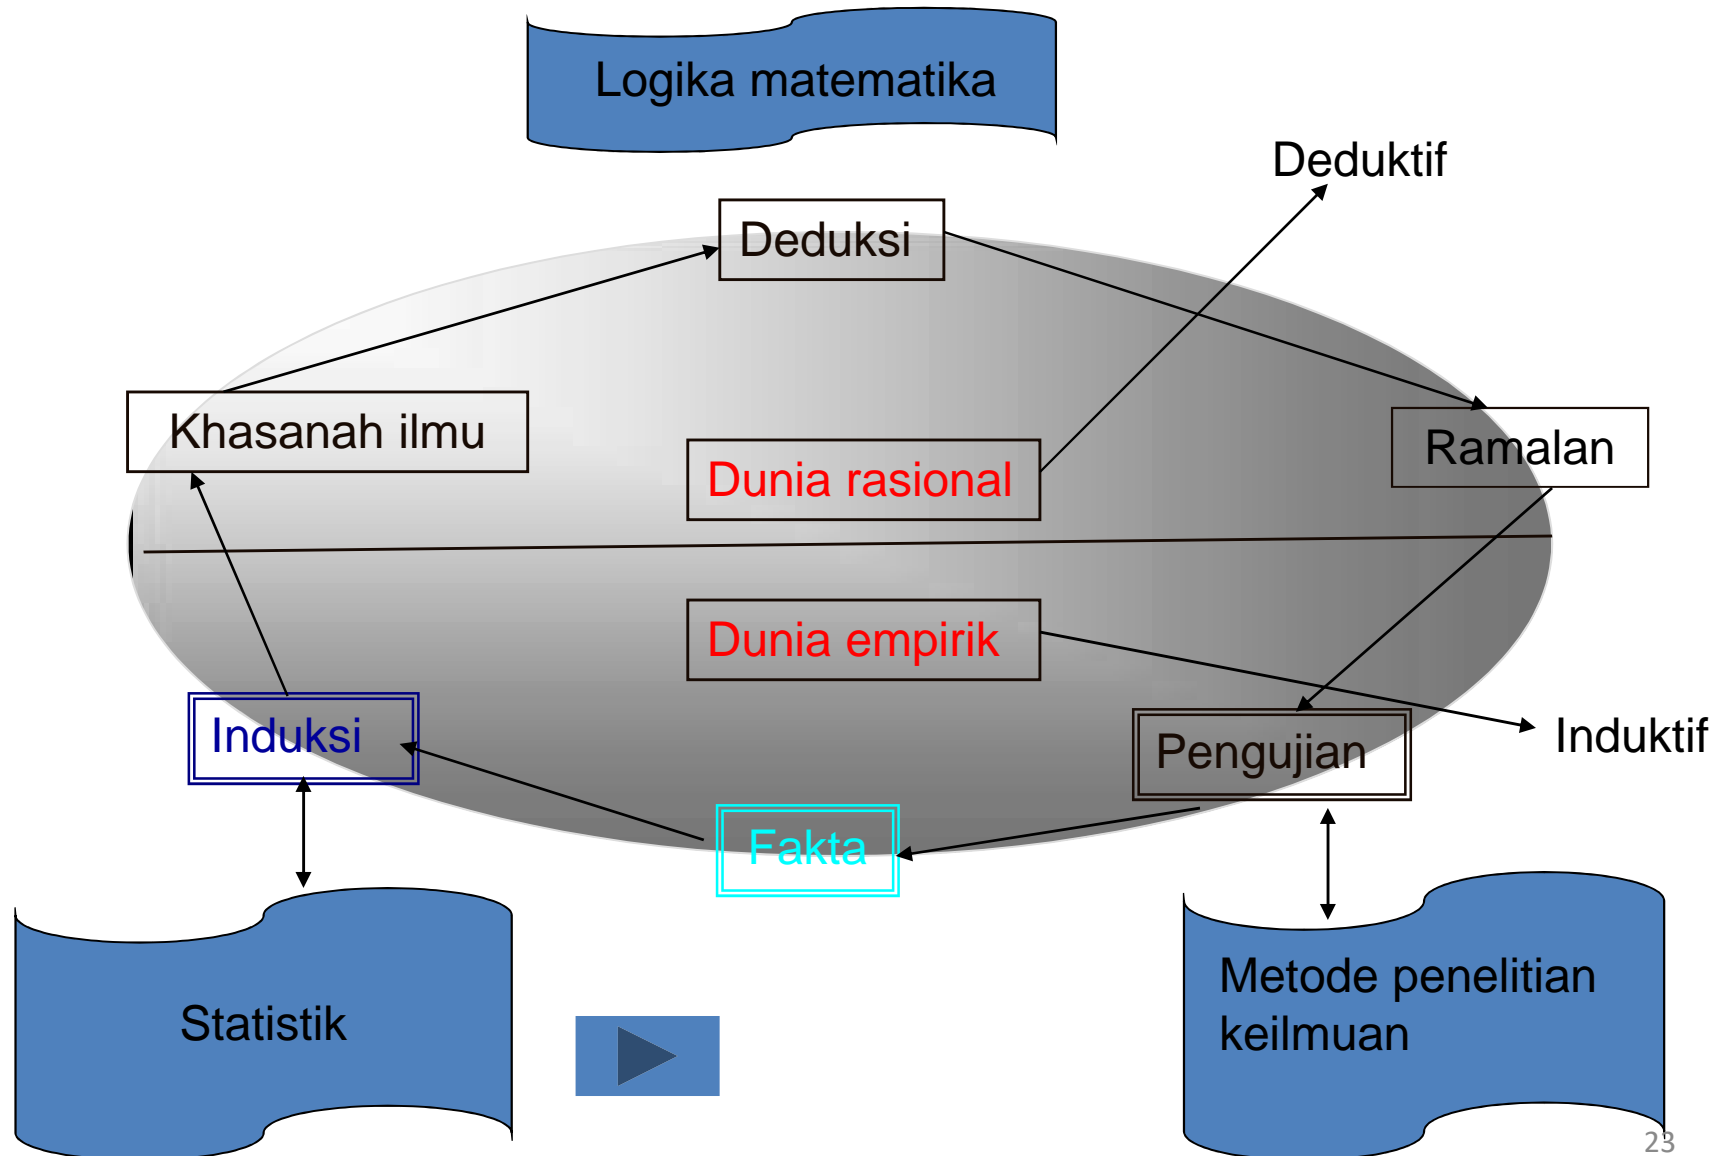 Logika matematika
Deduktif
Deduksi
Khasanah ilmu
Ramalan
Dunia rasional
Dunia empirik
Induksi
Pengujian
Induktif
Fakta
Statistik
Metode penelitian
keilmuan
23